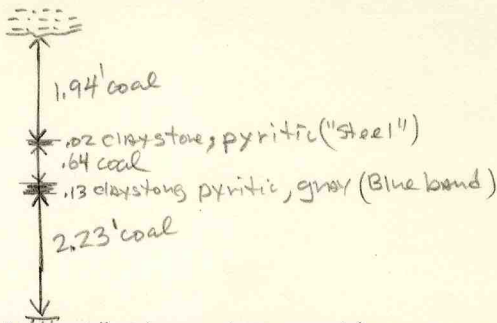 1.94' coal
.02 claystone, pyritic ("steel")
.64 coal
.13 claystone pyritic, gray (Blue band)
2.23' coal